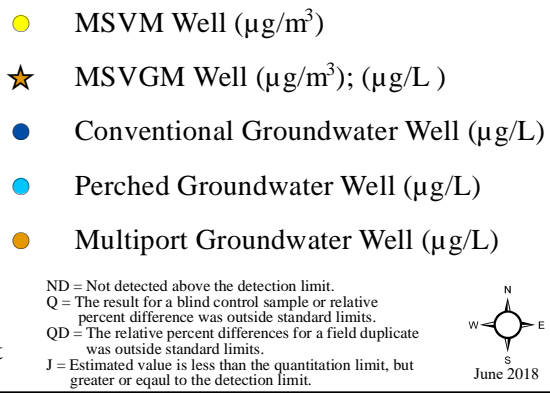 MSVM Well (µg/m³)
MSVGM Well (µg/m³); (µg/L )
Conventional Groundwater Well (µg/L)
Perched Groundwater Well (µg/L)
Multiport Groundwater Well (µg/L)
ND = Not detected above the detection limit.
Q = The result for a blind control sample or relative
percent difference was outside standard limits.
QD = The relative percent differences for a field duplicate
was outside standard limits.
J = Estimated value is less than the quantitation limit, but
greater or eqaul to the detection limit.
N
W E
S
June 2018